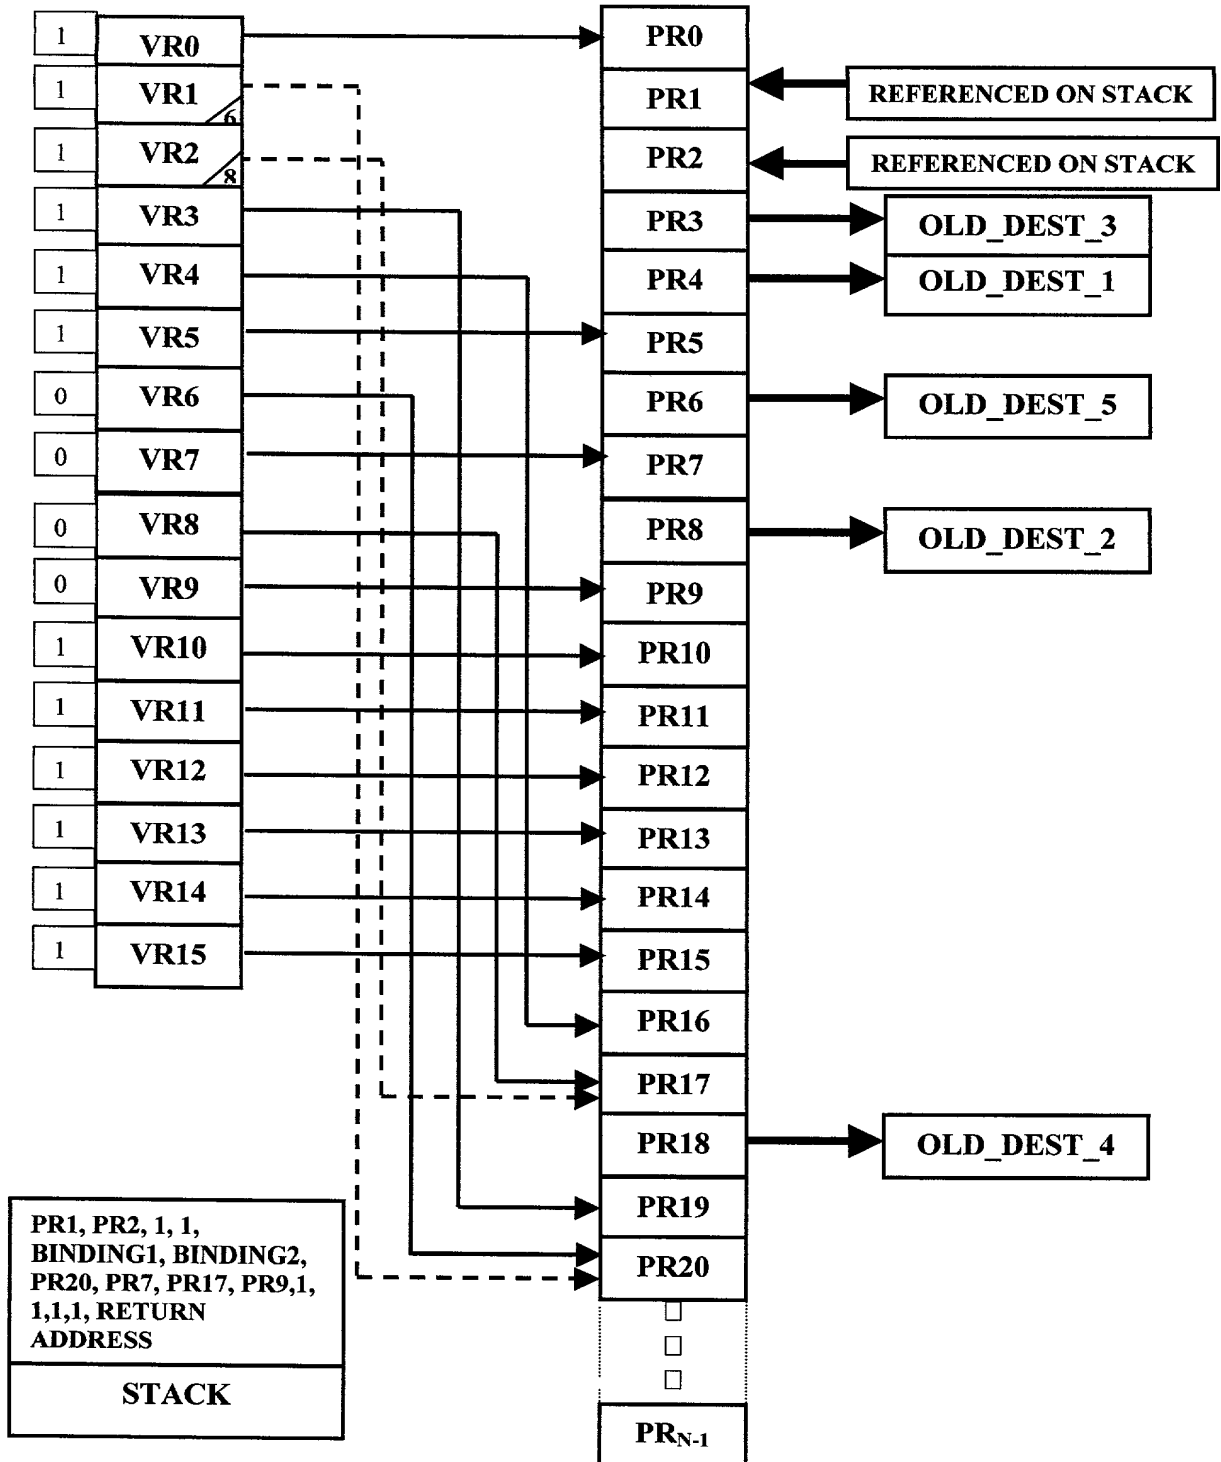 1 VR0 PR0
1 VR1 6 PR1 REFERENCED ON STACK
1 VR2 8 PR2 REFERENCED ON STACK
1 VR3 PR3 OLD_DEST_3
1 VR4 PR4 OLD_DEST_1
1 VR5 PR5
0 VR6 PR6 OLD_DEST_5
0 VR7 PR7
0 VR8 PR8 OLD_DEST_2
0 VR9 PR9
1 VR10 PR10
1 VR11 PR11
1 VR12 PR12
1 VR13 PR13
1 VR14 PR14
1 VR15 PR15
PR16
PR17
PR18 OLD_DEST_4
PR19
PR20
PRN-1
PR1, PR2, 1, 1,
BINDING1, BINDING2,
PR20, PR7, PR17, PR9,1,
1,1,1, RETURN
ADDRESS
STACK